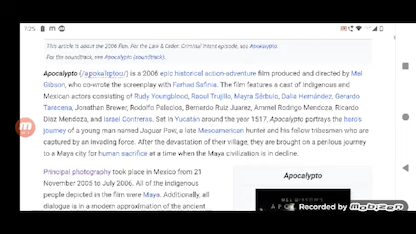 7:25
This article is about the 2006 film. For the Law & Order: Criminal Intent episode, see Apocalypto.
For the soundtrack, see Apocalypto (soundtrack).
Apocalypto is a 2006 epic historical action-adventure film produced and directed by Mel
Gibson, who co-wrote the screenplay with Farhad Safinia. The film features a cast of Indigenous and
Mexican actors consisting of Rudy Youngblood, Raoul Trujillo, Mayra Sérbulo, Dalia Hernández, Gerardo
Taracena, Jonathan Brewer, Rodolfo Palacios, Bernardo Ruiz Juarez, Ammel Rodrigo Mendoza, Ricardo
Díaz Mendoza, and Israel Contreras. Set in Yucatán around the year 1517, Apocalypto portrays the hero's
journey of a young man named Jaguar Paw, a late Mesoamerican hunter and his fellow tribesmen who are
captured by an invading force. After the devastation of their village, they are brought on a perilous journey
to a Maya city for human sacrifice at a time when the Maya civilization is in decline.
Principal photography took place in Mexico from 21
November 2005 to July 2006. All of the indigenous
people depicted in the film were Maya. Additionally, all
dialogue is in a modern approximation of the ancient
Apocalypto
Recorded by Mobizen